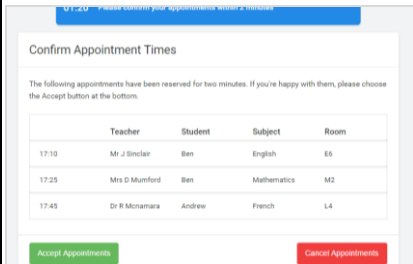 01:20 Please confirm your appointments within 2 minutes
Confirm Appointment Times
The following appointments have been reserved for two minutes. If you're happy with them, please choose
the Accept button at the bottom.
Teacher Student Subject Room
17:10 Mr J Sinclair Ben English E6
17:25 Mrs D Mumford Ben Mathematics M2
17:45 Dr R Mcnamara Andrew French L4
Accept Appointments Cancel Appointments